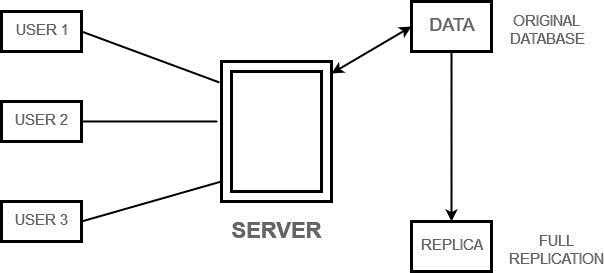 USER 1
DATA
ORIGINAL
DATABASE
USER 2
USER 3
SERVER
REPLICA
FULL
REPLICATION